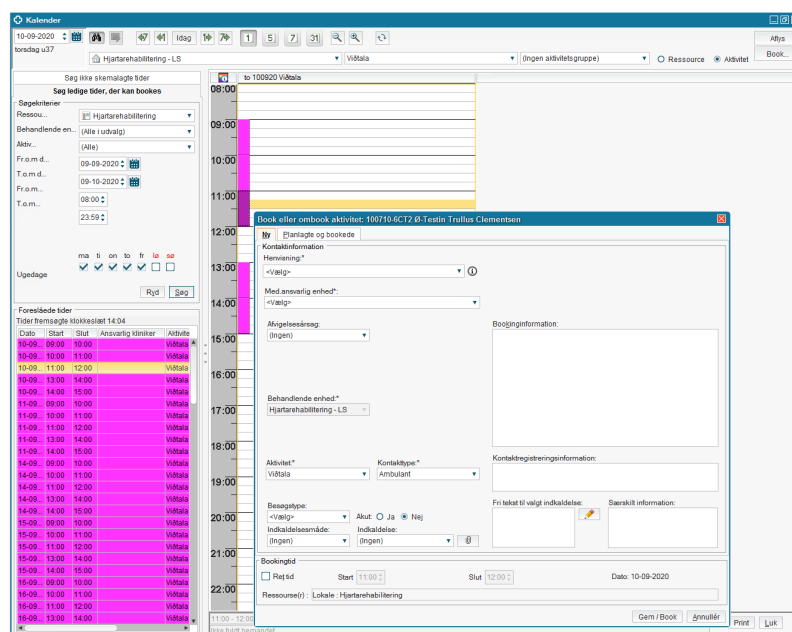 Kalender
10-09-2020
Idag
1
5
7
31
Aflys
torsdag u37
Hjartarehabilitering - LS
Viðtala
(Ingen aktivitetsgruppe)
Ressource
Aktivitet
Book...
Søg ikke skemalagte tider
Søg ledige tider, der kan bookes
Søgekriterier
Ressou...
Hjartarehabilitering
Behandlende en...
(Alle i udvalg)
Aktiv...
(Alle)
Fr.o.m d...
09-09-2020
T.o.m d...
09-10-2020
Fr.o.m...
08:00
T.o.m...
23:59
ma ti on to fr lø sø
Ugedage
Ryd
Søg
Foreslåede tider
Tider fremsøgte klokkeslæt 14:04
Dato Start Slut Ansvarlig kliniker Aktivite
10-09... 09:00 10:00 Viðtala
10-09... 10:00 11:00 Viðtala
10-09... 11:00 12:00 Viðtala
10-09... 13:00 14:00 Viðtala
10-09... 14:00 15:00 Viðtala
11-09... 09:00 10:00 Viðtala
11-09... 10:00 11:00 Viðtala
11-09... 11:00 12:00 Viðtala
11-09... 13:00 14:00 Viðtala
11-09... 14:00 15:00 Viðtala
14-09... 09:00 10:00 Viðtala
14-09... 10:00 11:00 Viðtala
14-09... 11:00 12:00 Viðtala
14-09... 13:00 14:00 Viðtala
14-09... 14:00 15:00 Viðtala
15-09... 09:00 10:00 Viðtala
15-09... 10:00 11:00 Viðtala
15-09... 11:00 12:00 Viðtala
15-09... 13:00 14:00 Viðtala
15-09... 14:00 15:00 Viðtala
16-09... 09:00 10:00 Viðtala
16-09... 10:00 11:00 Viðtala
16-09... 11:00 12:00 Viðtala
16-09... 13:00 14:00 Viðtala
to 100920 Viðtala
08:00
09:00
10:00
11:00
12:00
13:00
14:00
15:00
16:00
17:00
18:00
19:00
20:00
21:00
22:00
Book eller ombook aktivitet: 100710-6CT2 Ø-Testin Trullus Clementsen
Ny
Planlagte og bookede
Kontaktinformation
Henvisning:*
<Vælg>
Med.ansvarlig enhed*:
<Vælg>
Afvigelsesårsag:
(Ingen)
Bookinginformation:
Behandlende enhed:*
Hjartarehabilitering - LS
Aktivitet:*
Viðtala
Kontakttype:*
Ambulant
Kontaktregistreringsinformation:
Besøgstype:
<Vælg>
Akut: Ja Nej
Fri tekst til valgt indkaldelse:
Særskilt information:
Indkaldelsesmåde:
(Ingen)
Indkaldelse:
(Ingen)
Bookingtid
Ret tid
Start 11:00
Slut 12:00
Dato: 10-09-2020
Ressourse(r) : Lokale : Hjartarehabilitering
Gem / Book
Annullér
11:00 - 12:00
Ikke fuldt bemandet
Print
Luk